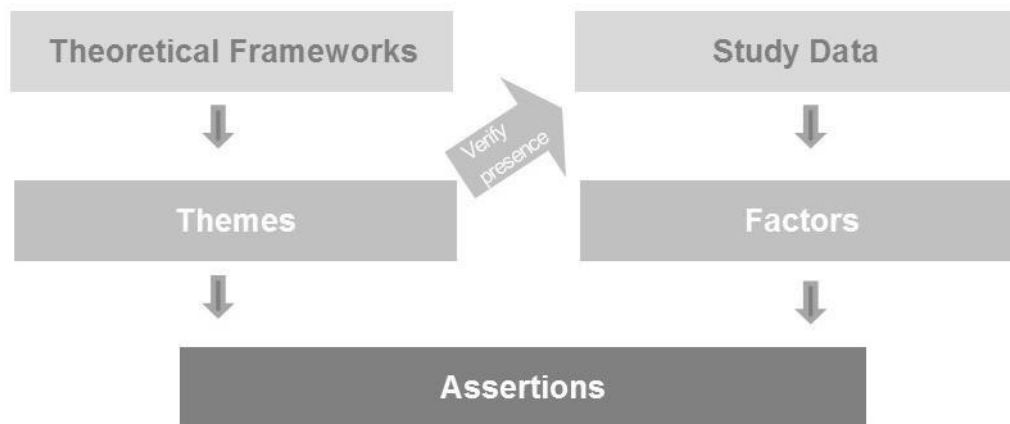 Theoretical Frameworks
Study Data
Verify
presence
Themes
Factors
Assertions